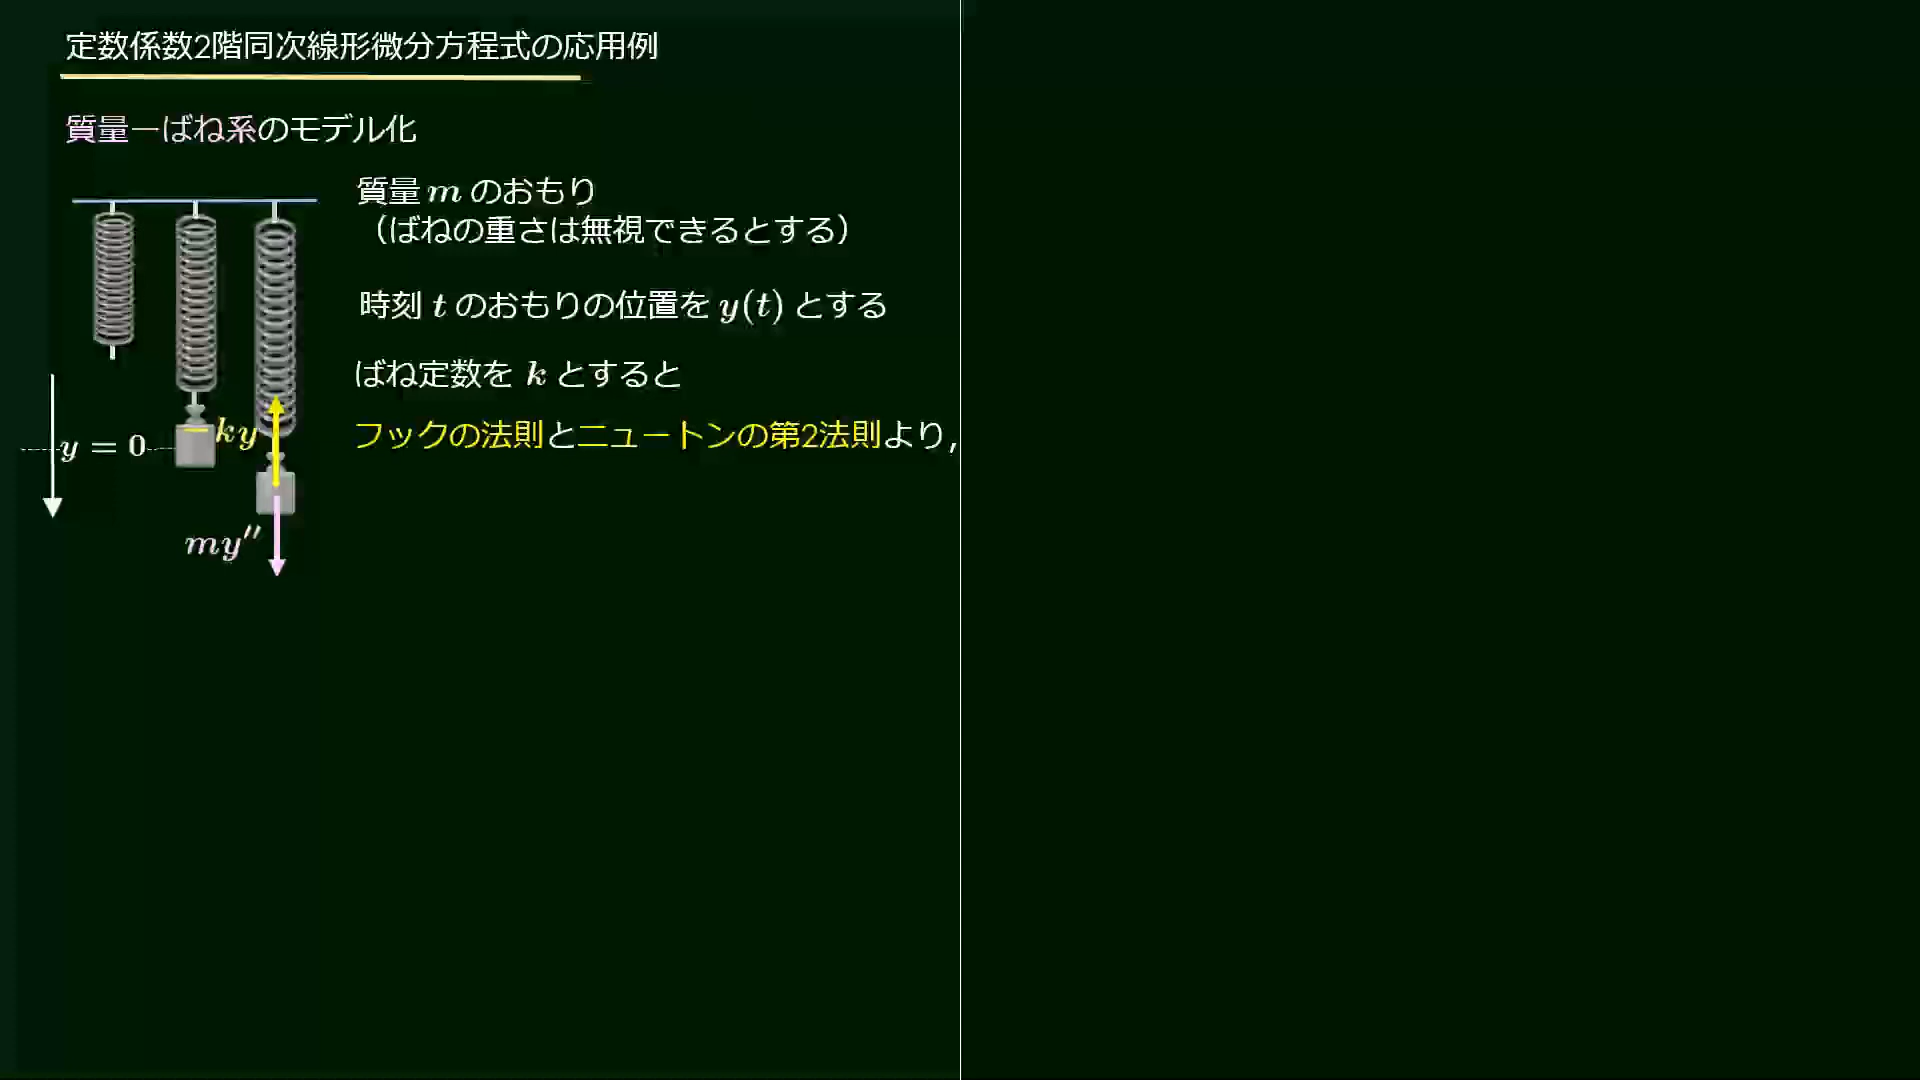 定数係数2階同次線形微分方程式の応用例
質量ーばね系のモデル化
質量 m のおもり
（ばねの重さは無視できるとする）
時刻 t のおもりの位置を y(t) とする
ばね定数を k とすると
フックの法則とニュートンの第2法則より,
y = 0
−ky
my″